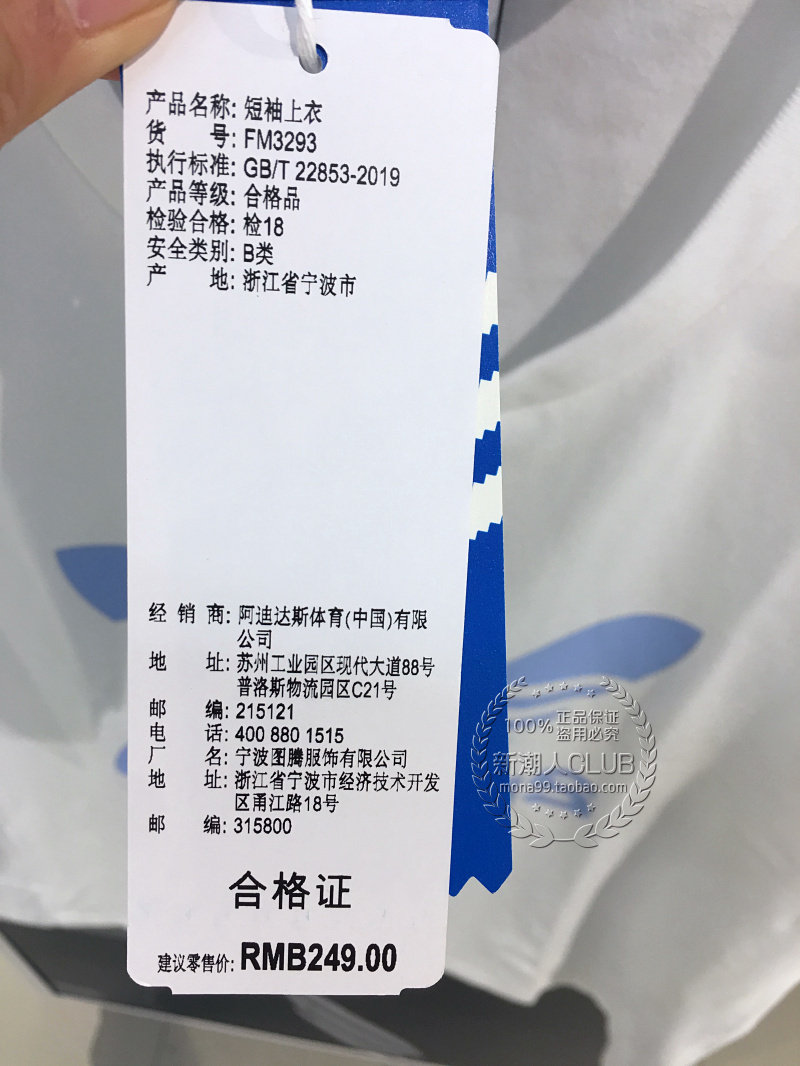 产品名称: 短袖上衣
货 号: FM3293
执行标准: GB/T 22853-2019
产品等级: 合格品
检验合格: 检18
安全类别: B类
产 地: 浙江省宁波市
经 销 商: 阿迪达斯体育(中国)有限
公司
地 址: 苏州工业园区现代大道88号
普洛斯物流园区C21号
邮 编: 215121
电 话: 400 880 1515
厂 名: 宁波图腾服饰有限公司
地 址: 浙江省宁波市经济技术开发
区甬江路18号
邮 编: 315800
合格证
建议零售价: RMB249.00
100% 正品保证
盗用必究
新潮人CLUB
mona99.taobao.com